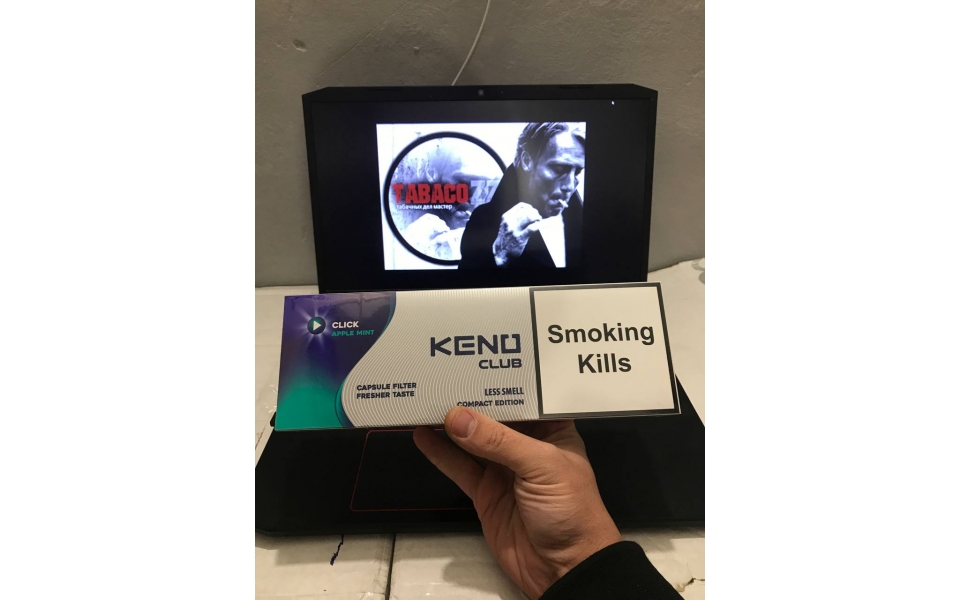 TABACO
табачных дел мастер
CLICK
APPLE MINT
KENO
CLUB
CAPSULE FILTER
FRESHER TASTE
LESS SMELL
COMPACT EDITION
Smoking
Kills